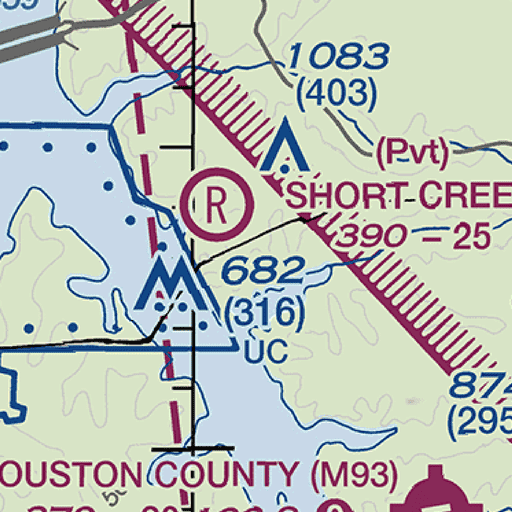 1083
(403)
(Pvt)
R
SHORT CREE
390 - 25
682
(316)
UC
874
(295
OUSTON COUNTY (M93)